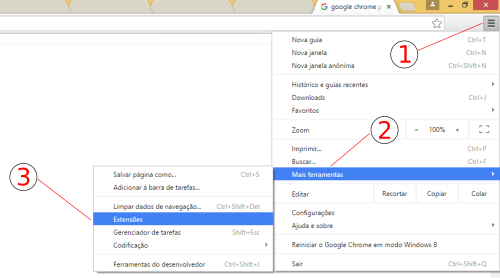 google chrome p
1
Nova guia Ctrl+T
Nova janela Ctrl+N
Nova janela anônima Ctrl+Shift+N
Histórico e guias recentes
Downloads Ctrl+J
Favoritos
2
Zoom - 100% +
Imprimir... Ctrl+P
Buscar... Ctrl+F
Mais ferramentas
3
Salvar página como... Ctrl+S
Adicionar à barra de tarefas...
Limpar dados de navegação... Ctrl+Shift+Del
Extensões
Gerenciador de tarefas Shift+Esc
Codificação
Ferramentas do desenvolvedor Ctrl+Shift+I
Editar Recortar Copiar Colar
Configurações
Ajuda e sobre
Reiniciar o Google Chrome em modo Windows 8
Sair Ctrl+Shift+Q